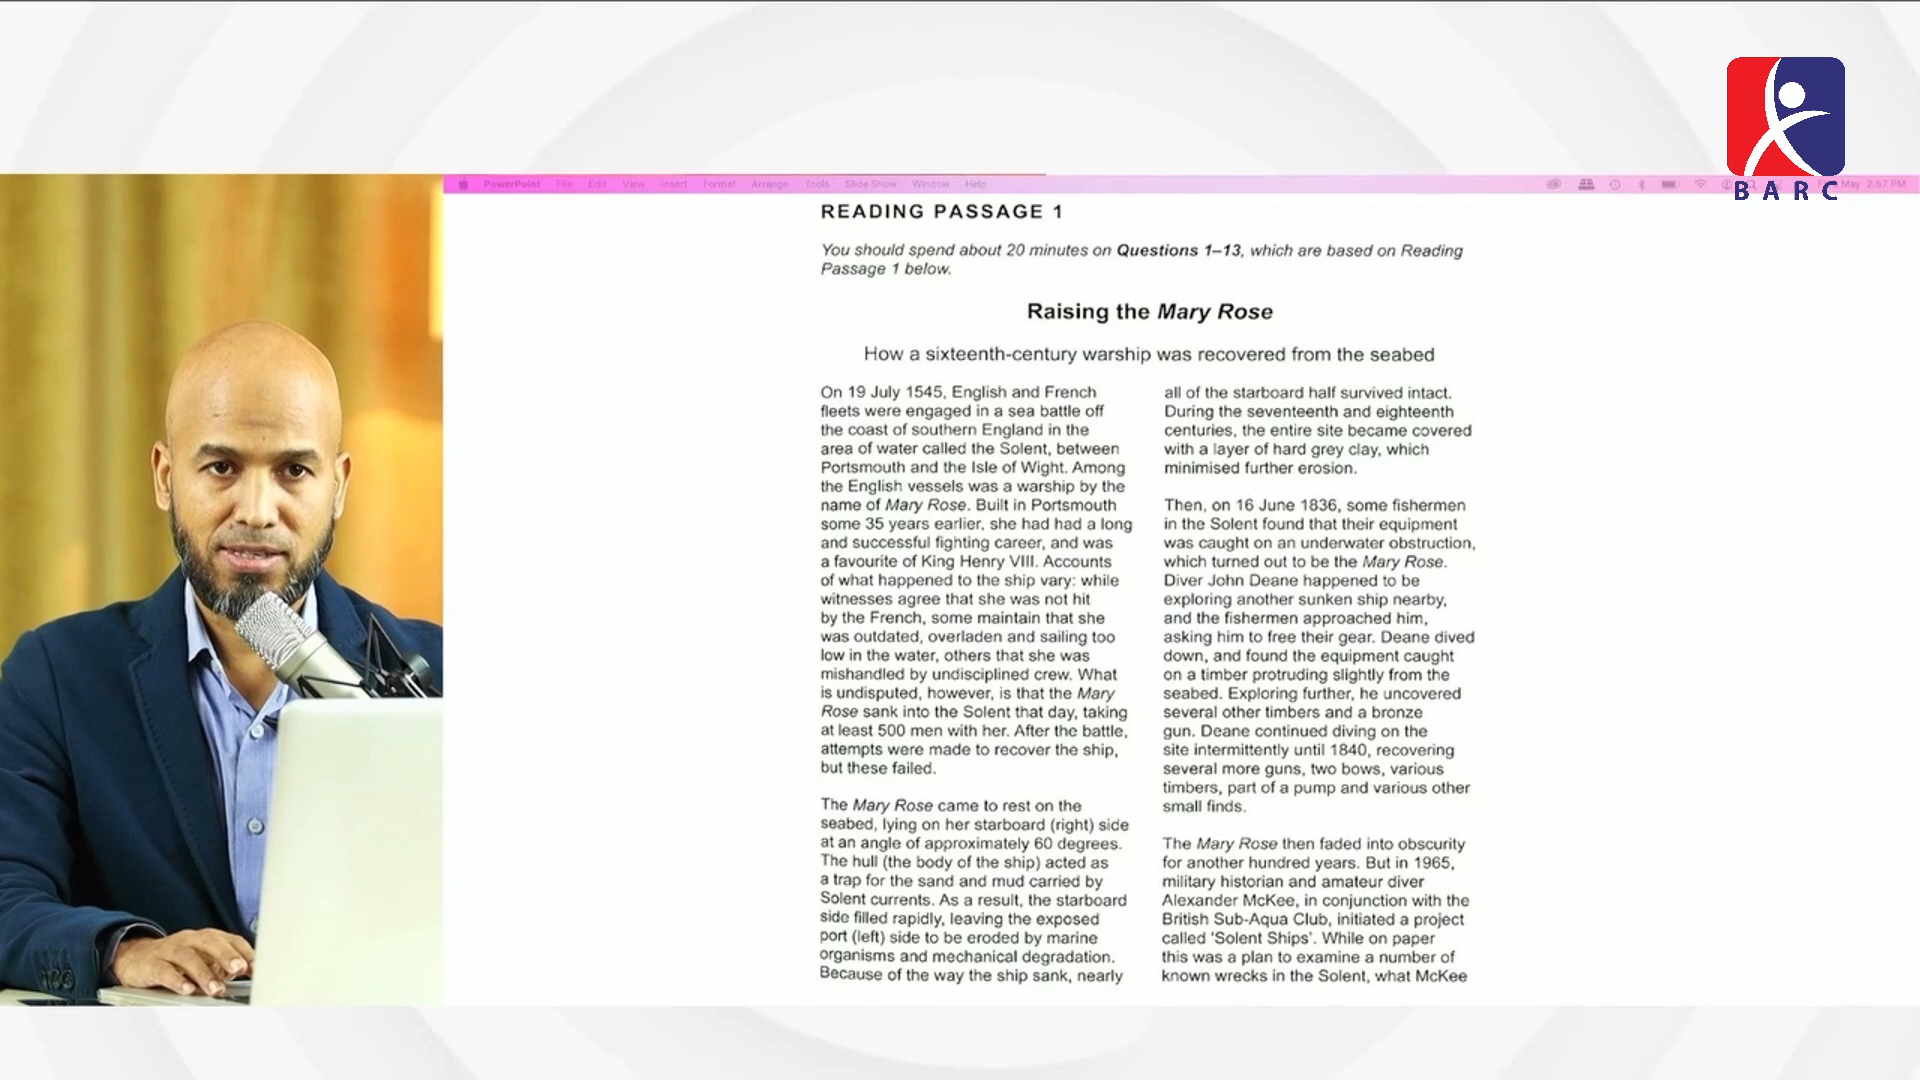 BARC
PowerPoint File Edit View Insert Format Arrange Tools Slide Show Window Help
May 2:57 PM
READING PASSAGE 1
You should spend about 20 minutes on Questions 1–13, which are based on Reading
Passage 1 below.
Raising the Mary Rose
How a sixteenth-century warship was recovered from the seabed
On 19 July 1545, English and French
fleets were engaged in a sea battle off
the coast of southern England in the
area of water called the Solent, between
Portsmouth and the Isle of Wight. Among
the English vessels was a warship by the
name of Mary Rose. Built in Portsmouth
some 35 years earlier, she had had a long
and successful fighting career, and was
a favourite of King Henry VIII. Accounts
of what happened to the ship vary: while
witnesses agree that she was not hit
by the French, some maintain that she
was outdated, overladen and sailing too
low in the water, others that she was
mishandled by undisciplined crew. What
is undisputed, however, is that the Mary
Rose sank into the Solent that day, taking
at least 500 men with her. After the battle,
attempts were made to recover the ship,
but these failed.
The Mary Rose came to rest on the
seabed, lying on her starboard (right) side
at an angle of approximately 60 degrees.
The hull (the body of the ship) acted as
a trap for the sand and mud carried by
Solent currents. As a result, the starboard
side filled rapidly, leaving the exposed
port (left) side to be eroded by marine
organisms and mechanical degradation.
Because of the way the ship sank, nearly
all of the starboard half survived intact.
During the seventeenth and eighteenth
centuries, the entire site became covered
with a layer of hard grey clay, which
minimised further erosion.
Then, on 16 June 1836, some fishermen
in the Solent found that their equipment
was caught on an underwater obstruction,
which turned out to be the Mary Rose.
Diver John Deane happened to be
exploring another sunken ship nearby,
and the fishermen approached him,
asking him to free their gear. Deane dived
down, and found the equipment caught
on a timber protruding slightly from the
seabed. Exploring further, he uncovered
several other timbers and a bronze
gun. Deane continued diving on the
site intermittently until 1840, recovering
several more guns, two bows, various
timbers, part of a pump and various other
small finds.
The Mary Rose then faded into obscurity
for another hundred years. But in 1965,
military historian and amateur diver
Alexander McKee, in conjunction with the
British Sub-Aqua Club, initiated a project
called ‘Solent Ships’. While on paper
this was a plan to examine a number of
known wrecks in the Solent, what McKee